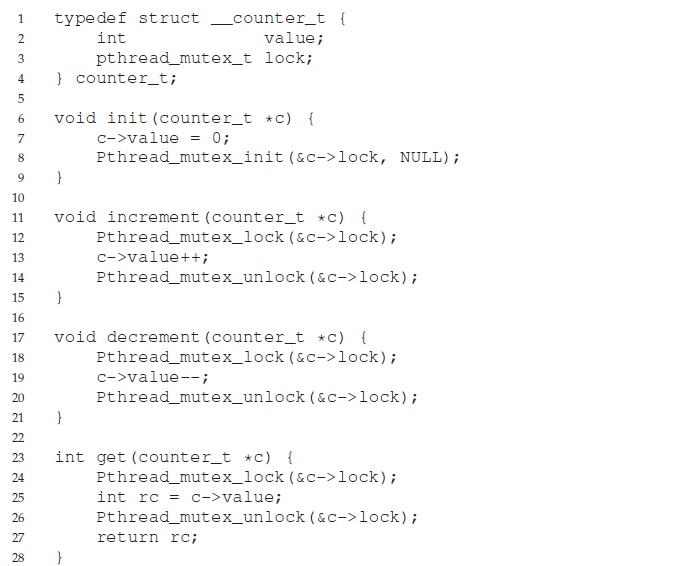 1 typedef struct __counter_t {
2 int value;
3 pthread_mutex_t lock;
4 } counter_t;
5
6 void init(counter_t *c) {
7 c->value = 0;
8 Pthread_mutex_init(&c->lock, NULL);
9 }
10
11 void increment(counter_t *c) {
12 Pthread_mutex_lock(&c->lock);
13 c->value++;
14 Pthread_mutex_unlock(&c->lock);
15 }
16
17 void decrement(counter_t *c) {
18 Pthread_mutex_lock(&c->lock);
19 c->value--;
20 Pthread_mutex_unlock(&c->lock);
21 }
22
23 int get(counter_t *c) {
24 Pthread_mutex_lock(&c->lock);
25 int rc = c->value;
26 Pthread_mutex_unlock(&c->lock);
27 return rc;
28 }